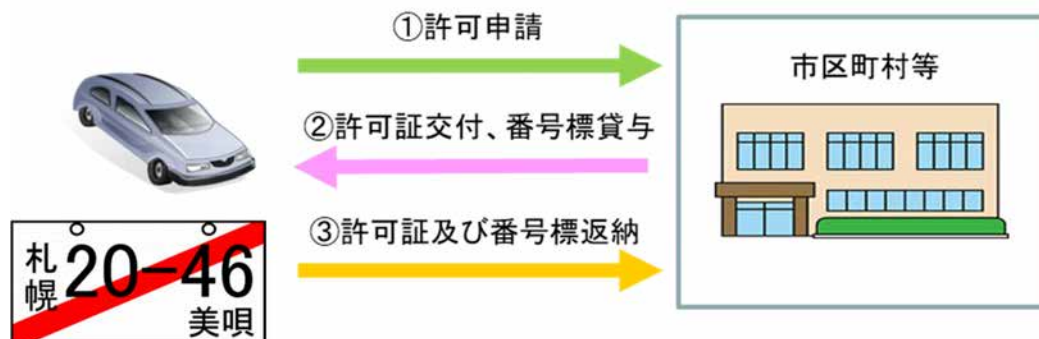 ①許可申請
市区町村等
②許可証交付、番号標貸与
③許可証及び番号標返納
札幌 20-46
美唄